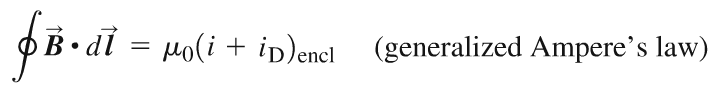 ∮ B⃗ · dl⃗ = μ₀(i + i_D)_encl (generalized Ampere’s law)